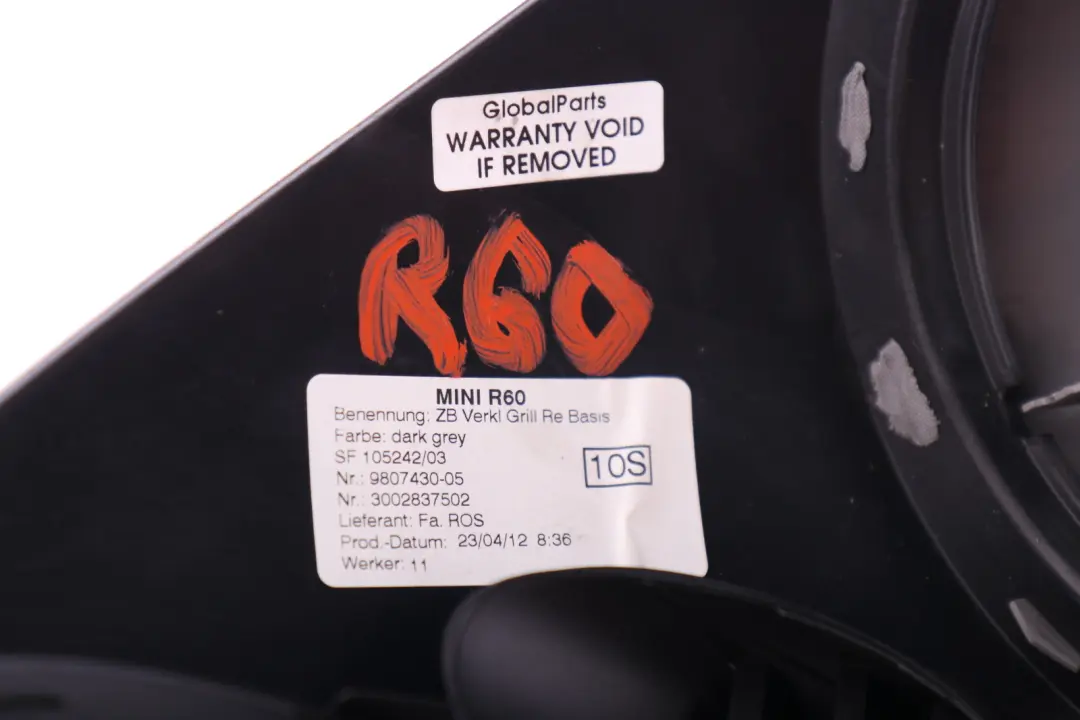 GlobalParts
WARRANTY VOID
IF REMOVED
R60
MINI R60
Benennung: ZB Verkl Grill Re Basis
Farbe: dark grey
SF 105242/03
10S
Nr.: 9807430-05
Nr.: 3002837502
Lieferant: Fa. ROS
Prod.-Datum: 23/04/12 8:36
Werker: 11